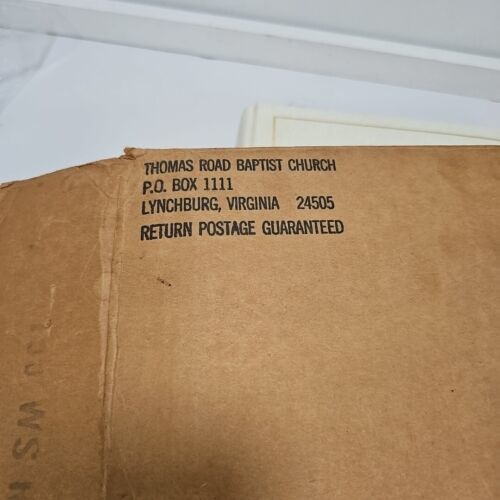 THOMAS ROAD BAPTIST CHURCH
P.O. BOX 1111
LYNCHBURG, VIRGINIA 24505
RETURN POSTAGE GUARANTEED